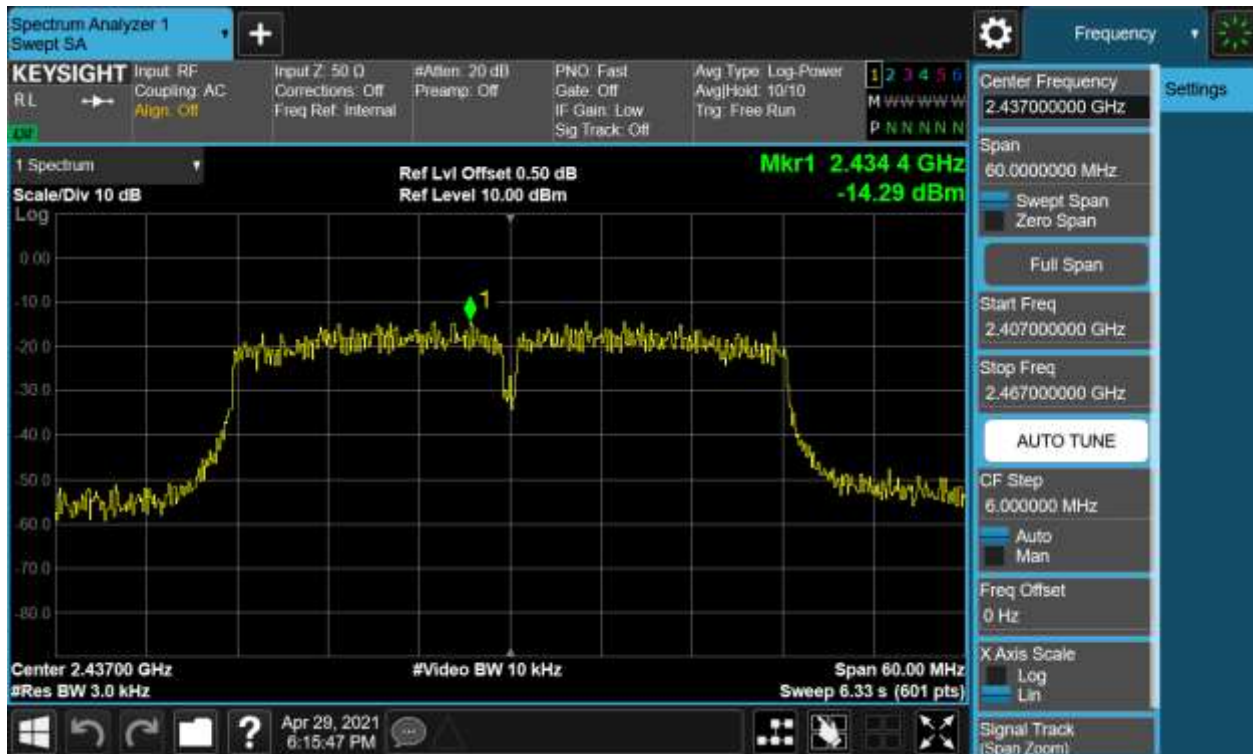 Spectrum Analyzer 1
Swept SA
+
Frequency
KEYSIGHT
RL
Input: RF
Coupling: AC
Align: Off
Input Z: 50 Ω
Corrections: Off
Freq Ref: Internal
#Atten: 20 dB
Preamp: Off
PNO: Fast
Gate: Off
IF Gain: Low
Sig Track: Off
Avg Type: Log-Power
Avg|Hold: 10/10
Trig: Free Run
1 2 3 4 5 6
M W W W W W
P N N N N N
Center Frequency
2.437000000 GHz
Settings
Span
60.0000000 MHz
Swept Span
Zero Span
Full Span
Start Freq
2.407000000 GHz
Stop Freq
2.467000000 GHz
AUTO TUNE
CF Step
6.000000 MHz
Auto
Man
Freq Offset
0 Hz
X Axis Scale
Log
Lin
Signal Track
(Span Zoom)
1 Spectrum
Scale/Div 10 dB
Ref Lvl Offset 0.50 dB
Ref Level 10.00 dBm
Mkr1 2.434 4 GHz
-14.29 dBm
Log
0.00
-10.0
-20.0
-30.0
-40.0
-50.0
-60.0
-70.0
-80.0
1
Center 2.43700 GHz
#Video BW 10 kHz
Span 60.00 MHz
#Res BW 3.0 kHz
Sweep 6.33 s (601 pts)
?
Apr 29, 2021
6:15:47 PM